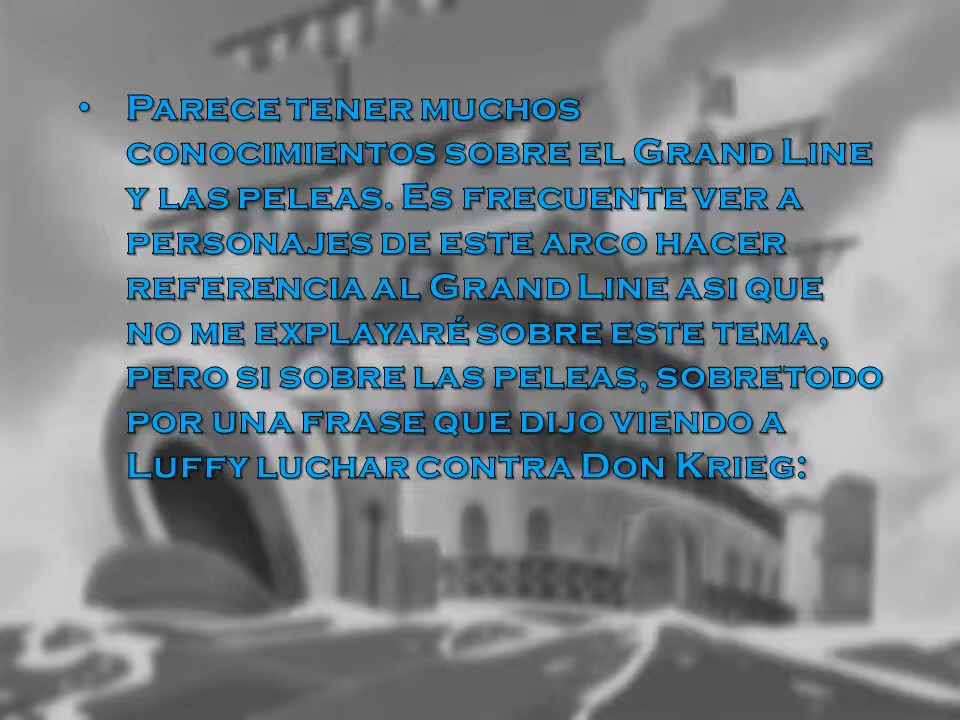 • Parece tener muchos
conocimientos sobre el Grand Line
y las peleas. Es frecuente ver a
personajes de este arco hacer
referencia al Grand Line asi que
no me explayaré sobre este tema,
pero si sobre las peleas, sobretodo
por una frase que dijo viendo a
Luffy luchar contra Don Krieg: